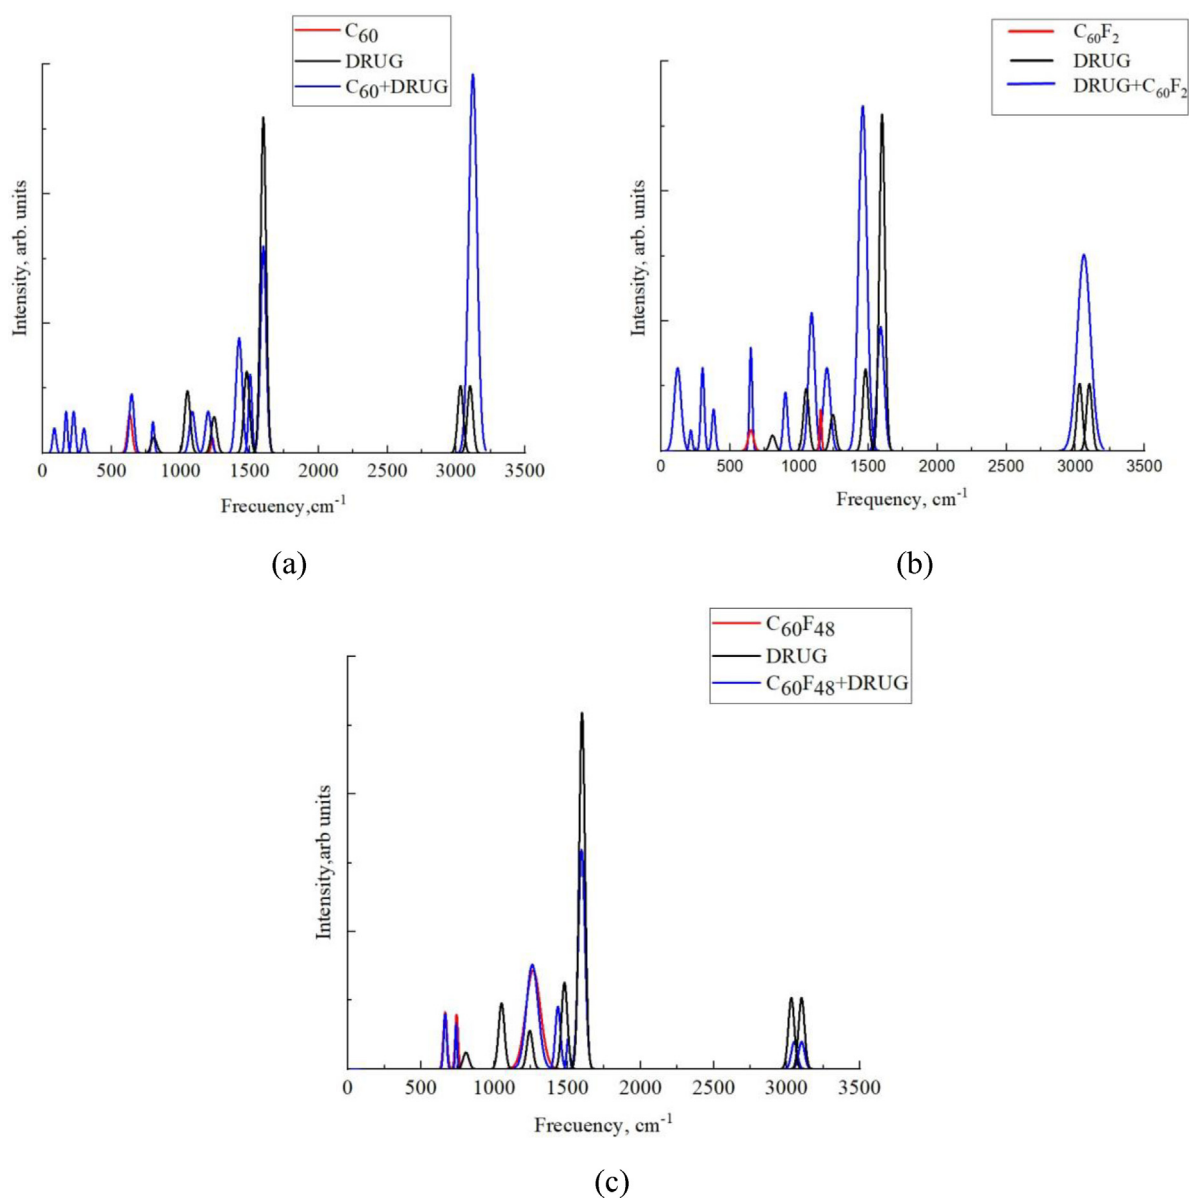 C60
DRUG
C60+DRUG
Intensity, arb. units
0 500 1000 1500 2000 2500 3000 3500
Frecuency,cm-1
(a)
C60F2
DRUG
DRUG+C60F2
Intensity, arb. units
0 500 1000 1500 2000 2500 3000 3500
Frequency, cm-1
(b)
C60F48
DRUG
C60F48+DRUG
Intensity,arb units
0 500 1000 1500 2000 2500 3000 3500
Frecuency, cm-1
(c)